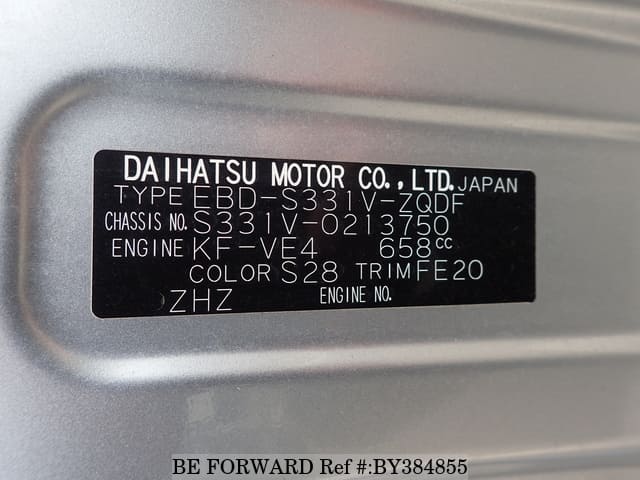 DAIHATSU MOTOR CO., LTD. JAPAN
TYPE EBD-S331V-ZQDF
CHASSIS NO. S331V-0213750
ENGINE KF-VE4 658cc
COLOR S28 TRIM FE20
ZHZ ENGINE NO.
BE FORWARD Ref #:BY384855